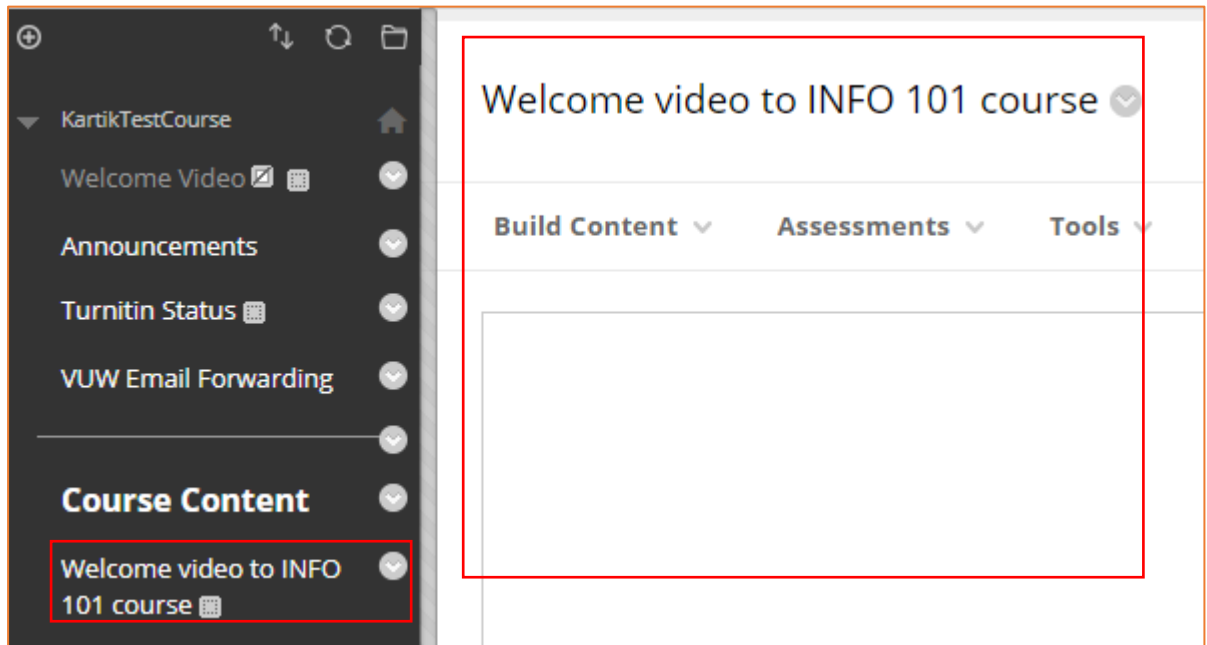 KartikTestCourse
Welcome Video
Announcements
Turnitin Status
VUW Email Forwarding
Course Content
Welcome video to INFO
101 course
Welcome video to INFO 101 course
Build Content Assessments Tools